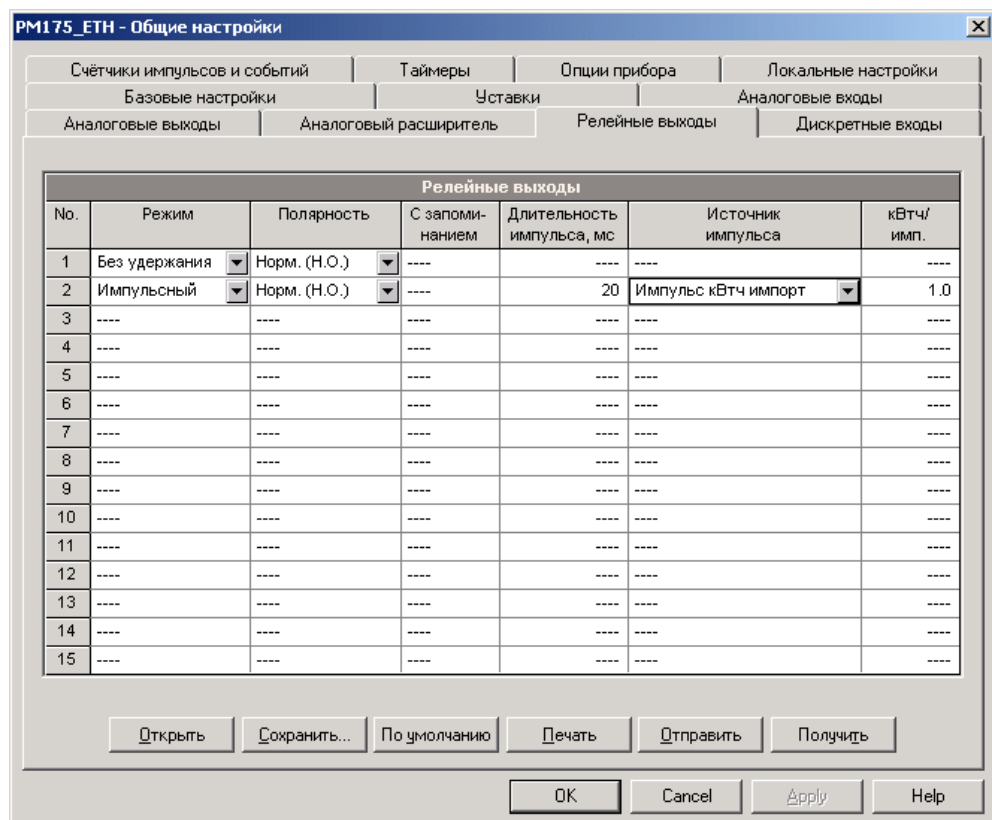 PM175_ETH - Общие настройки
Счётчики импульсов и событий Таймеры Опции прибора Локальные настройки
Базовые настройки Уставки Аналоговые входы
Аналоговые выходы Аналоговый расширитель Релейные выходы Дискретные входы
Релейные выходы
No. Режим Полярность С запоми- Длительность Источник кВтч/
нанием импульса, мс импульса имп.
1 Без удержания Норм. (Н.О.) ---- ---- ---- ----
2 Импульсный Норм. (Н.О.) ---- 20 Импульс кВтч импорт 1.0
3 ---- ---- ---- ---- ---- ----
4 ---- ---- ---- ---- ---- ----
5 ---- ---- ---- ---- ---- ----
6 ---- ---- ---- ---- ---- ----
7 ---- ---- ---- ---- ---- ----
8 ---- ---- ---- ---- ---- ----
9 ---- ---- ---- ---- ---- ----
10 ---- ---- ---- ---- ---- ----
11 ---- ---- ---- ---- ---- ----
12 ---- ---- ---- ---- ---- ----
13 ---- ---- ---- ---- ---- ----
14 ---- ---- ---- ---- ---- ----
15 ---- ---- ---- ---- ---- ----
Открыть Сохранить... По умолчанию Печать Отправить Получить
OK Cancel Apply Help